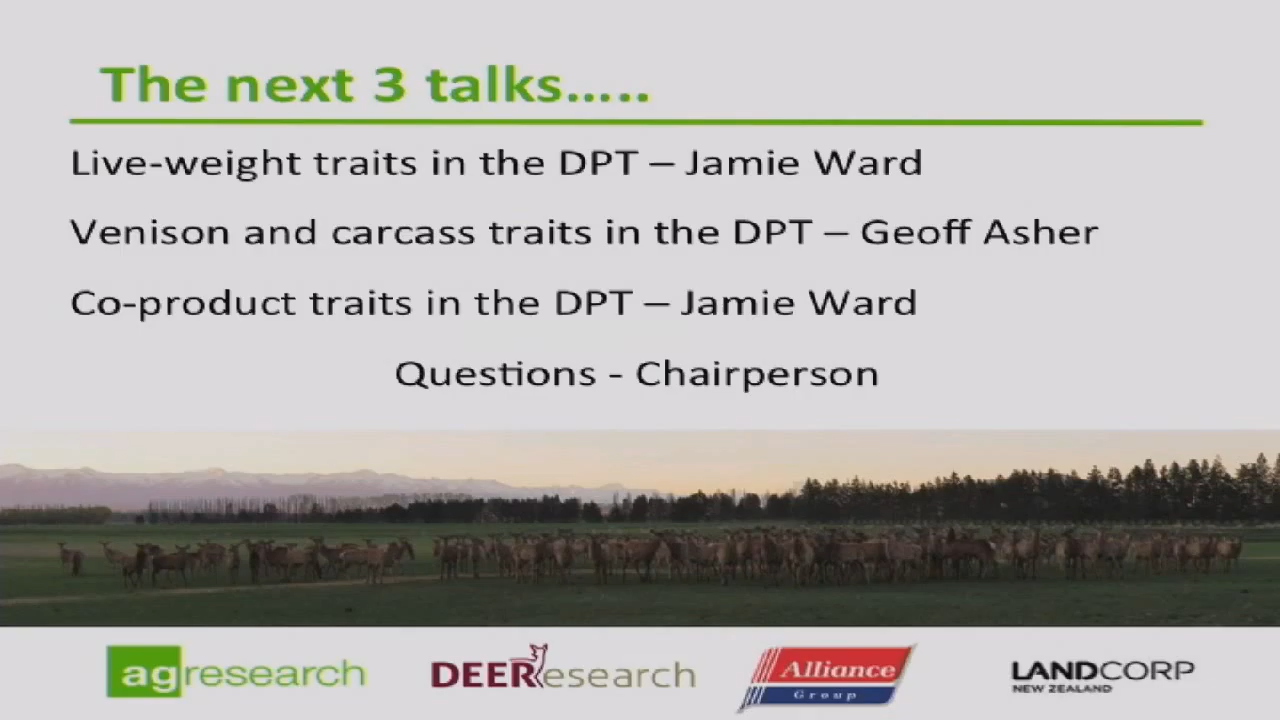 The next 3 talks.....
Live-weight traits in the DPT – Jamie Ward
Venison and carcass traits in the DPT – Geoff Asher
Co-product traits in the DPT – Jamie Ward
Questions - Chairperson
agresearch
DEEResearch
Alliance
Group
LANDCORP
NEW ZEALAND